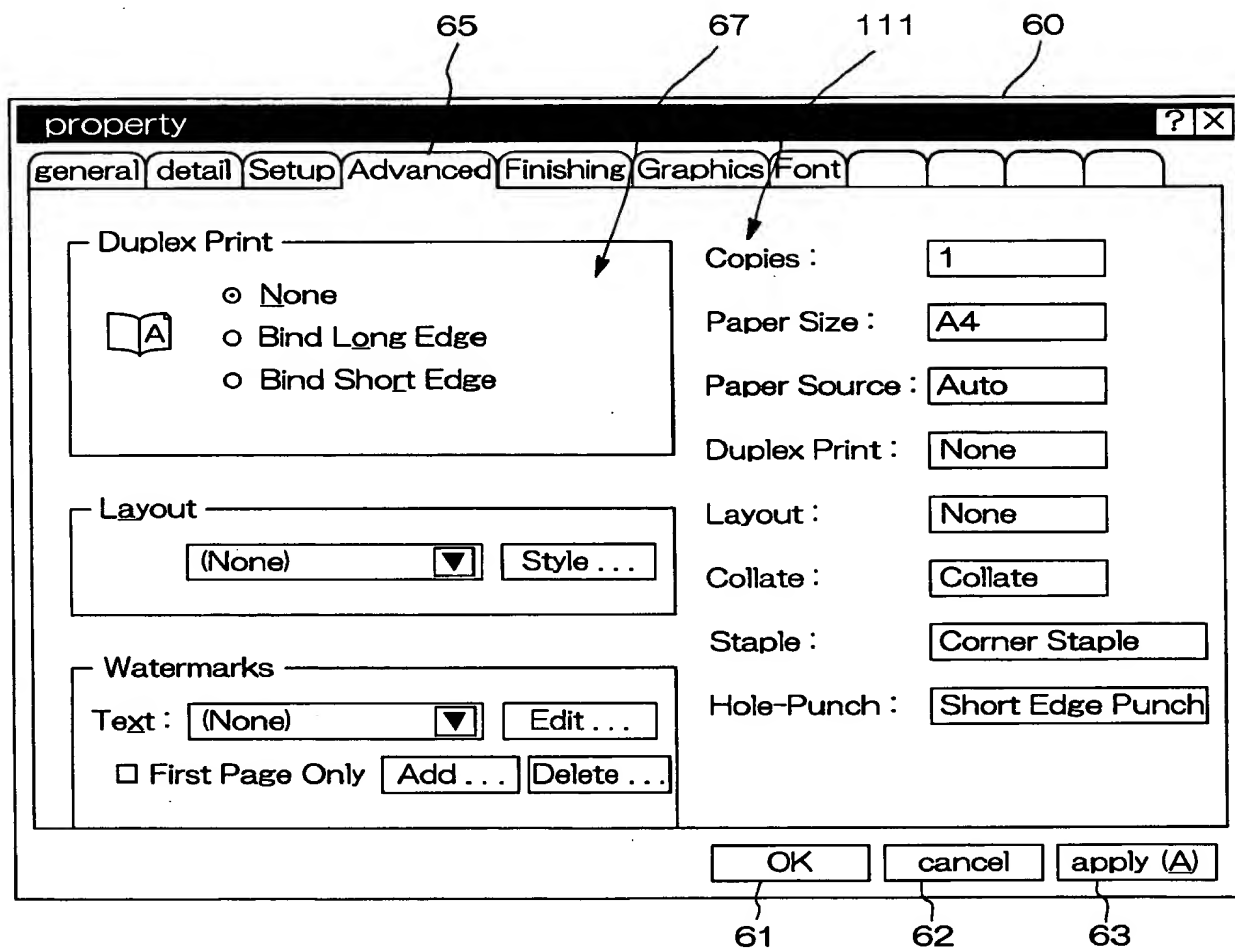 65 67 111 60
property ? X
general detail Setup Advanced Finishing Graphics Font
Duplex Print
None
Bind Long Edge
Bind Short Edge
A
Layout
(None) Style ...
Watermarks
Text : (None) Edit ...
First Page Only Add ... Delete ...
Copies : 1
Paper Size : A4
Paper Source : Auto
Duplex Print : None
Layout : None
Collate : Collate
Staple : Corner Staple
Hole-Punch : Short Edge Punch
OK cancel apply (A)
61 62 63